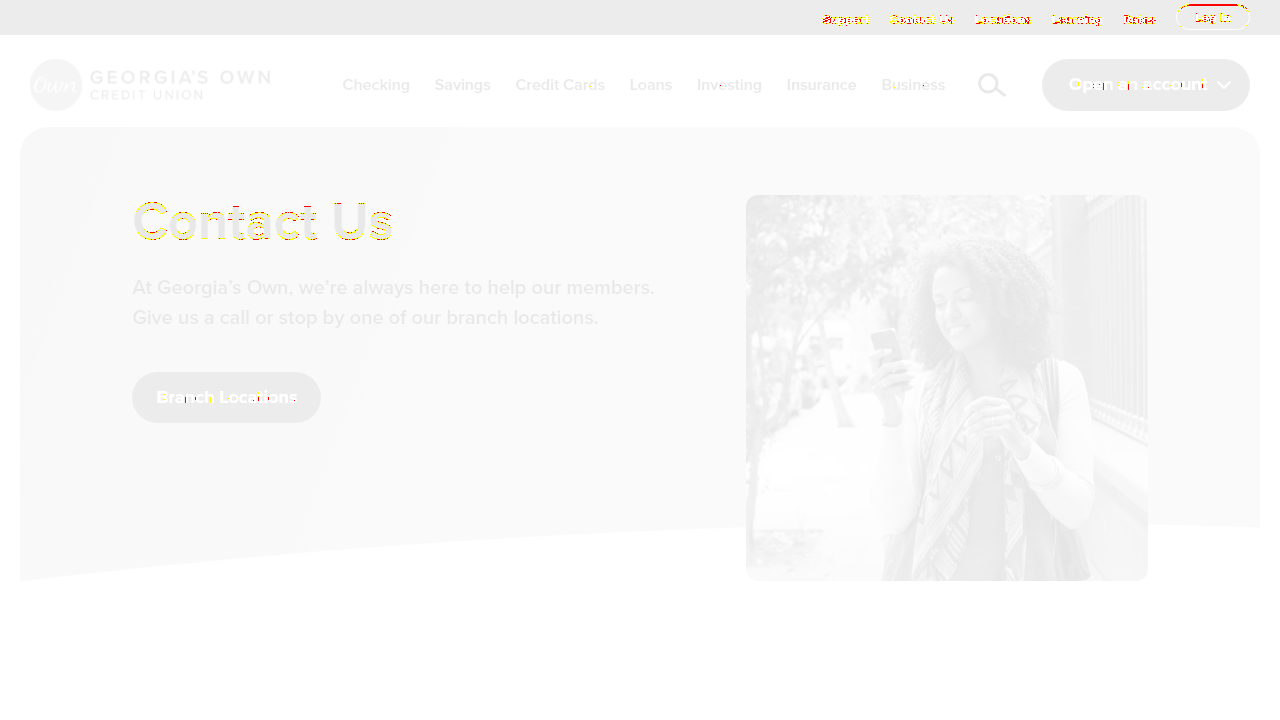 Support Contact Us Locations Learning Rates Log In
Own GEORGIA'S OWN
CREDIT UNION
Checking Savings Credit Cards Loans Investing Insurance Business Open an account
Contact Us
At Georgia's Own, we're always here to help our members.
Give us a call or stop by one of our branch locations.
Branch Locations